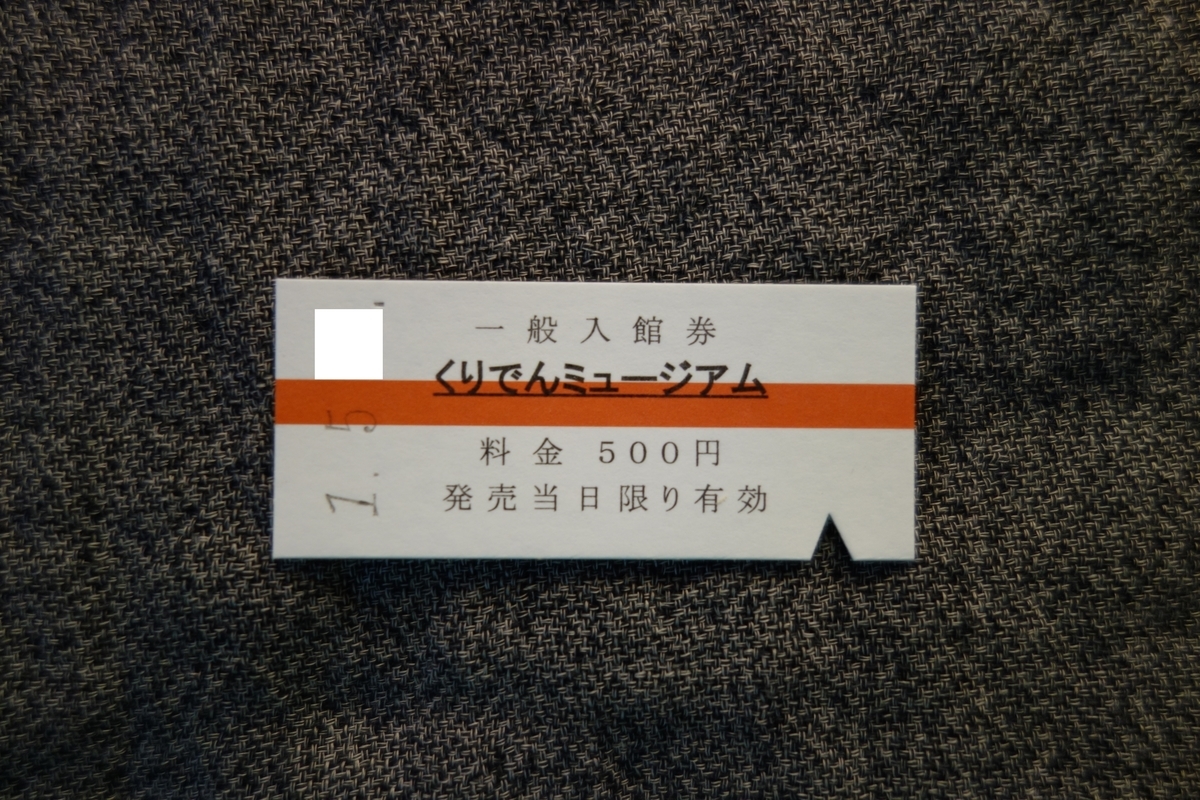 一般入館券
くりでんミュージアム
料金 500円
発売当日限り有効
1.5.